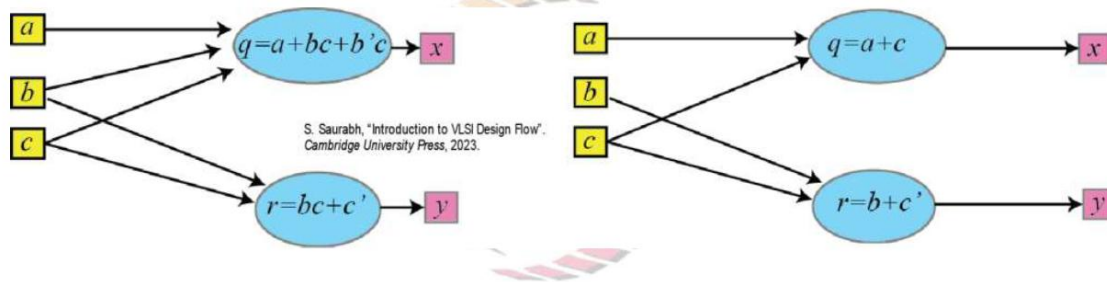 a
q=a+bc+b'c
x
b
c
S. Saurabh, "Introduction to VLSI Design Flow".
Cambridge University Press, 2023.
r=bc+c'
y
a
q=a+c
x
b
c
r=b+c'
y